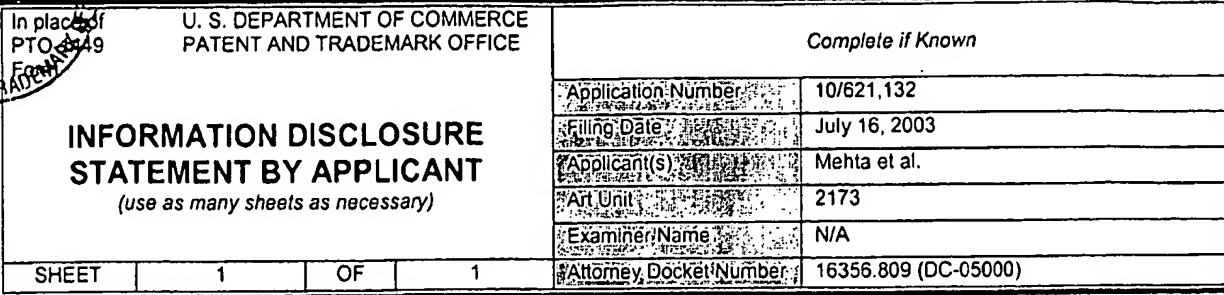 In place of U. S. DEPARTMENT OF COMMERCE
PTO-8149 PATENT AND TRADEMARK OFFICE
Form
INFORMATION DISCLOSURE
STATEMENT BY APPLICANT
(use as many sheets as necessary)
SHEET 1 OF 1
Complete if Known
Application Number 10/621,132
Filing Date July 16, 2003
Applicant(s) Mehta et al.
Art Unit 2173
Examiner Name N/A
Attorney Docket Number 16356.809 (DC-05000)